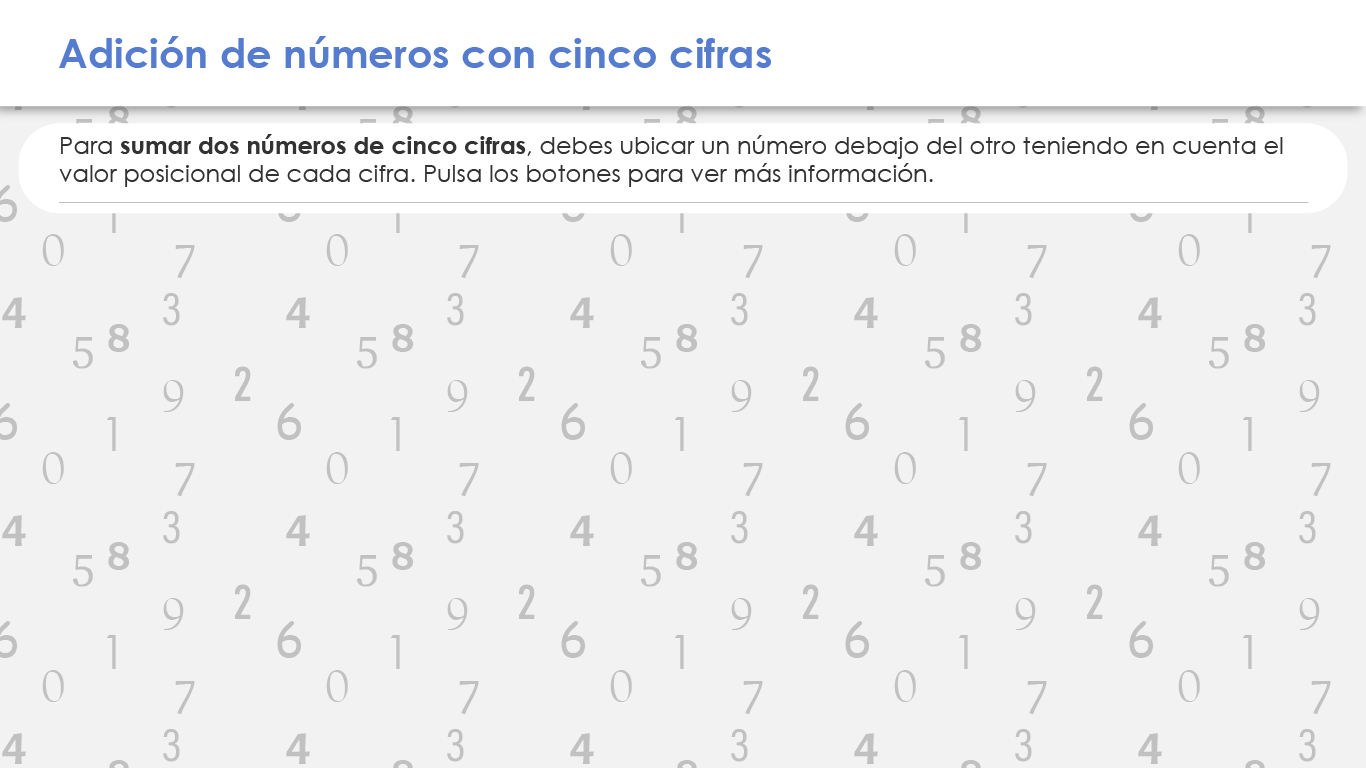 Adición de números con cinco cifras
Para sumar dos números de cinco cifras, debes ubicar un número debajo del otro teniendo en cuenta el
valor posicional de cada cifra. Pulsa los botones para ver más información.